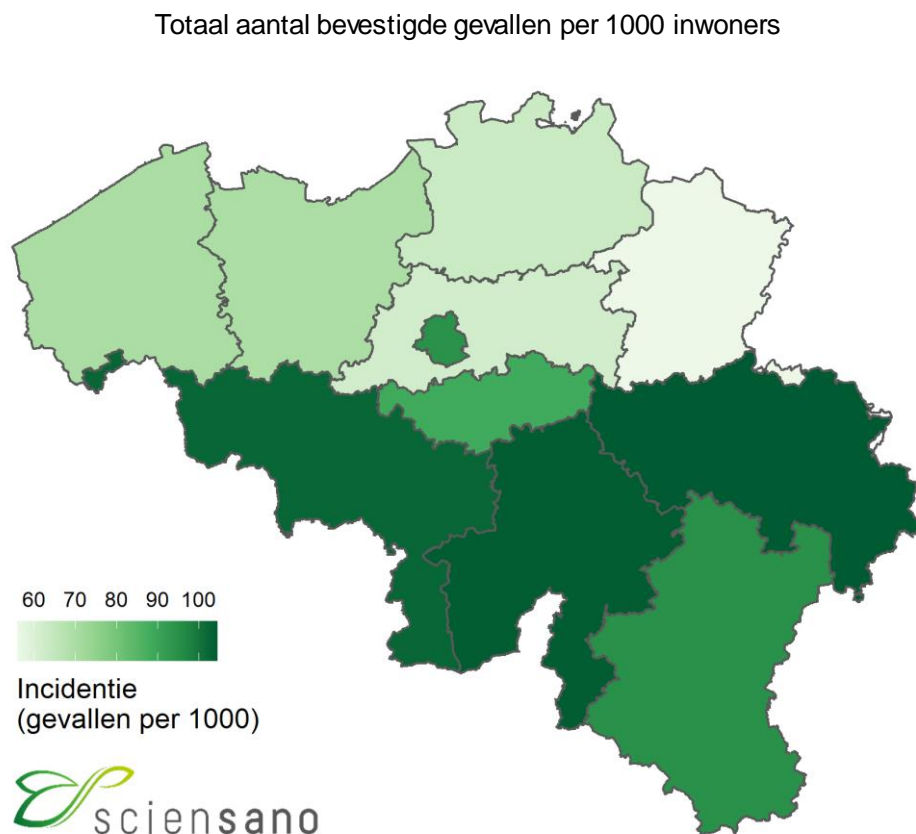 Totaal aantal bevestigde gevallen per 1000 inwoners
60 70 80 90 100
Incidentie
(gevallen per 1000)
sciensano